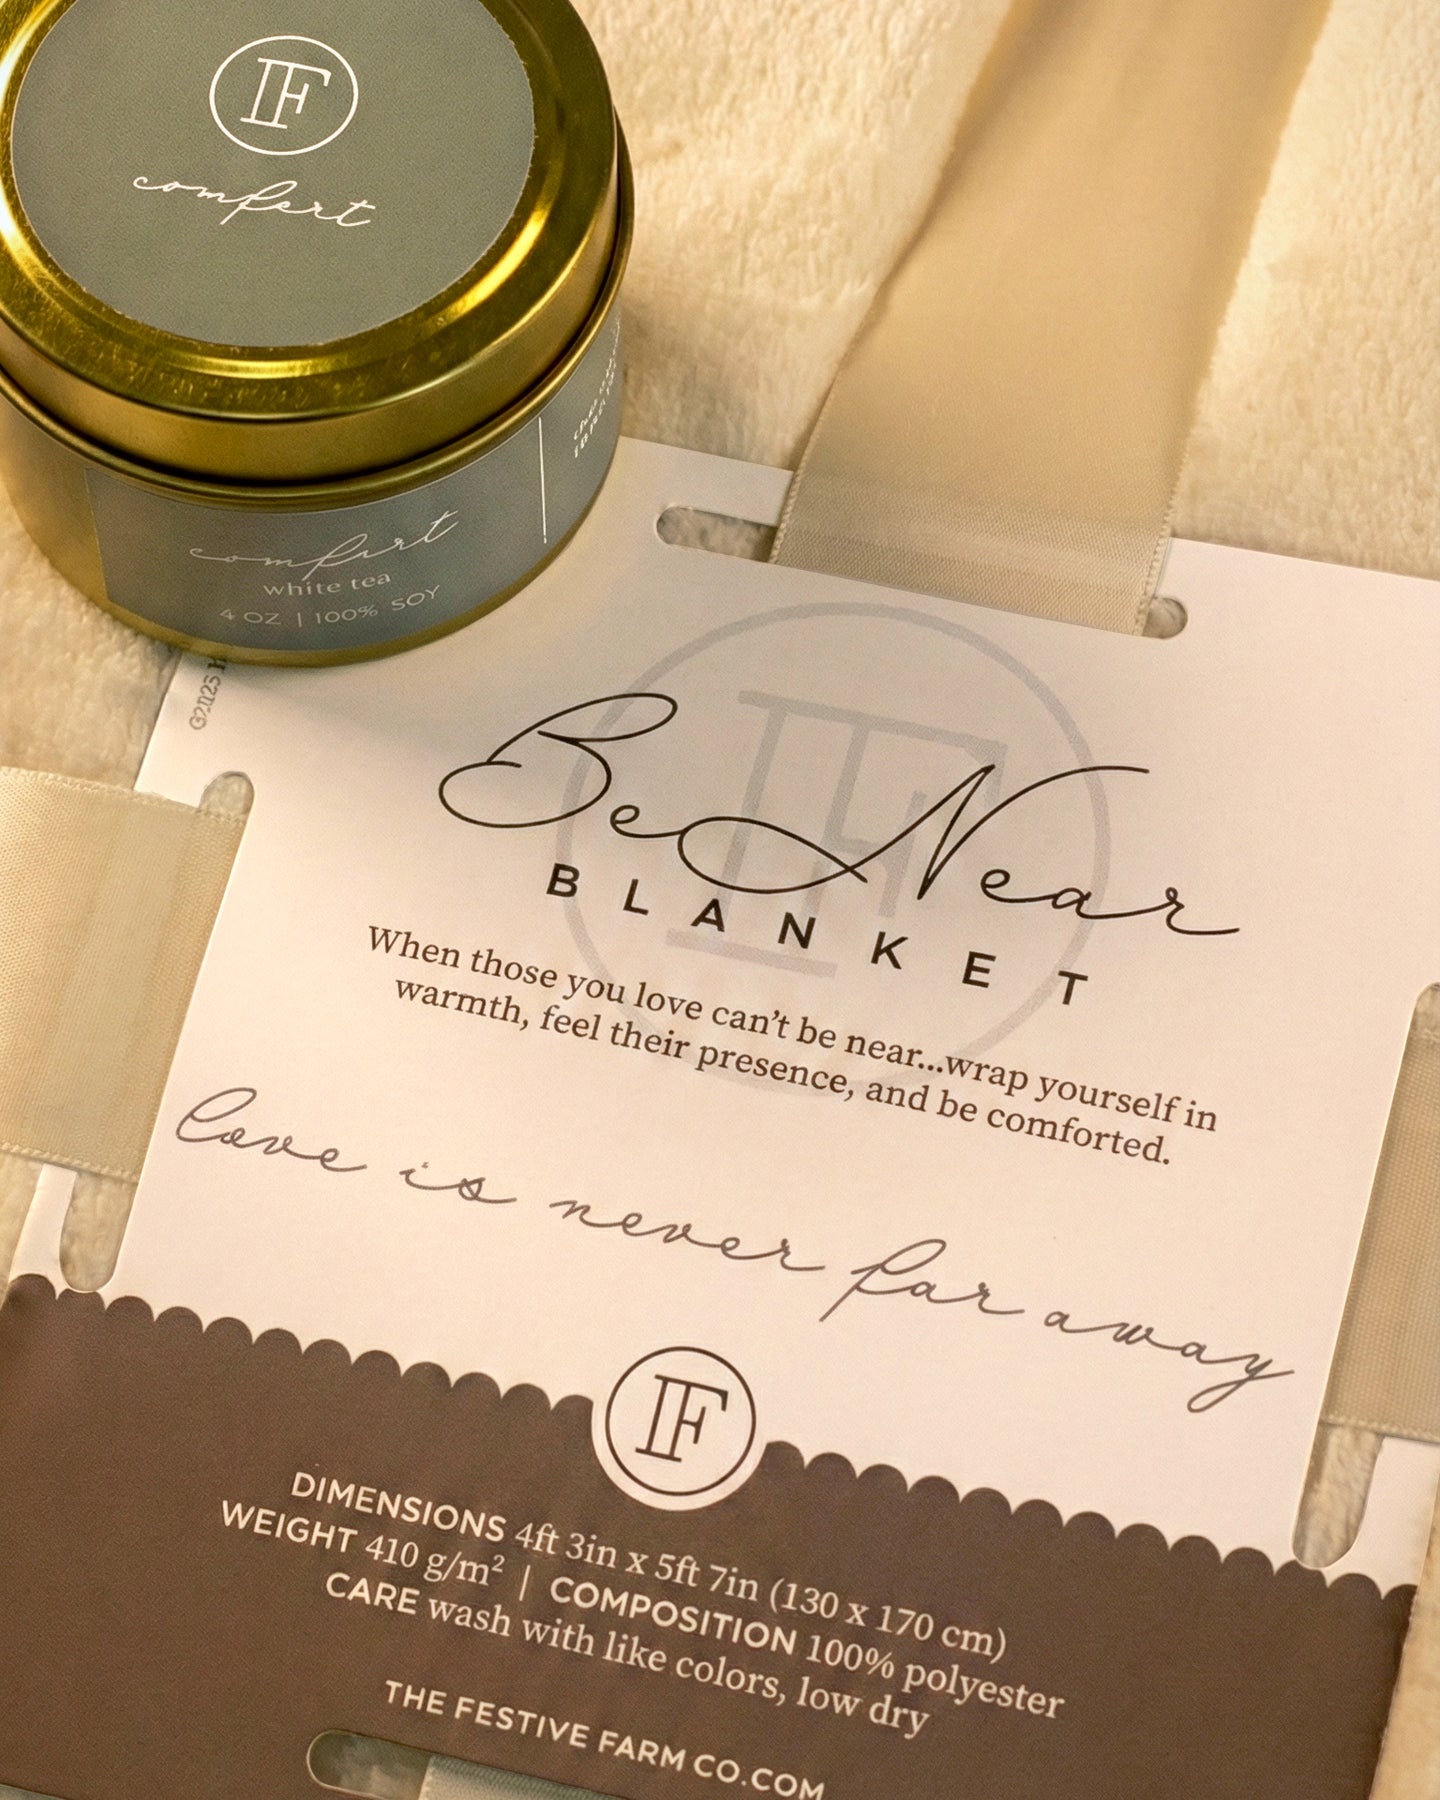 IF
comfort
comfort
white tea
4 OZ | 100% SOY
©2025
Be Near
BLANKET
When those you love can't be near...wrap yourself in
warmth, feel their presence, and be comforted.
love is never far away
IF
DIMENSIONS 4ft 3in x 5ft 7in (130 x 170 cm)
WEIGHT 410 g/m² | COMPOSITION 100% polyester
CARE wash with like colors, low dry
THE FESTIVE FARM CO.COM